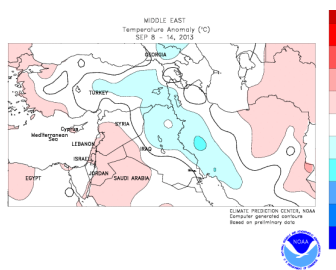 MIDDLE EAST
Temperature Anomaly (°C)
SEP 8 - 14, 2013
GEORGIA
TURKEY
Cyprus
SYRIA
Mediterranean
Sea
LEBANON
IRAQ
ISRAEL
JORDAN
EGYPT
SAUDI ARABIA
CLIMATE PREDICTION CENTER, NOAA
Computer generated contours
Based on preliminary data
NOAA